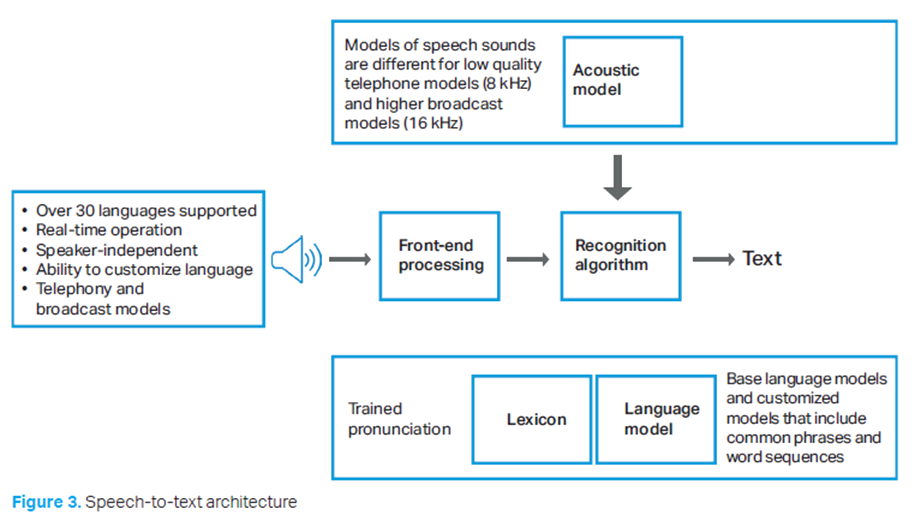 Models of speech sounds
are different for low quality
telephone models (8 kHz)
and higher broadcast
models (16 kHz)
Acoustic
model
• Over 30 languages supported
• Real-time operation
• Speaker-independent
• Ability to customize language
• Telephony and
broadcast models
Front-end
processing
Recognition
algorithm
Text
Trained
pronunciation
Lexicon
Language
model
Base language models
and customized
models that include
common phrases and
word sequences
Figure 3. Speech-to-text architecture